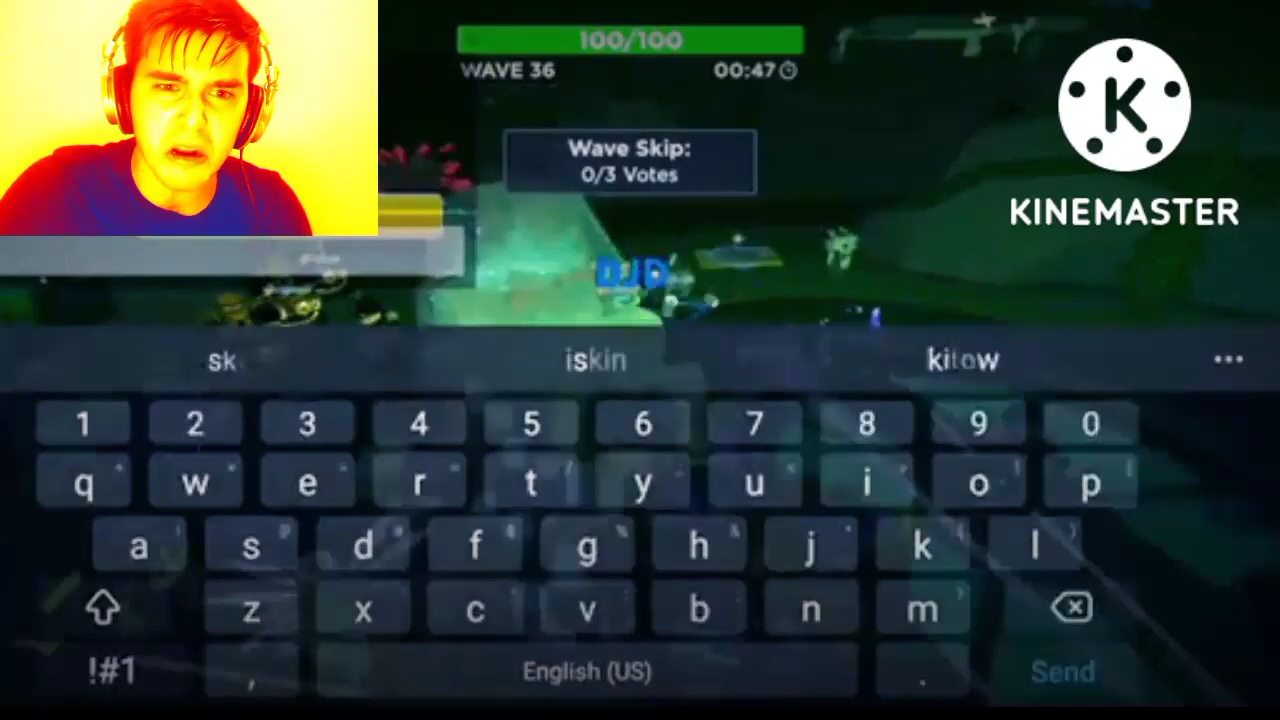 100/100
WAVE 36 00:47
Wave Skip:
0/3 Votes
K
KINEMASTER
DJD
sk iskin kitow
1 2 3 4 5 6 7 8 9 0
q w e r t y u i o p
a s d f g h j k l
z x c v b n m
!#1 , English (US) . Send